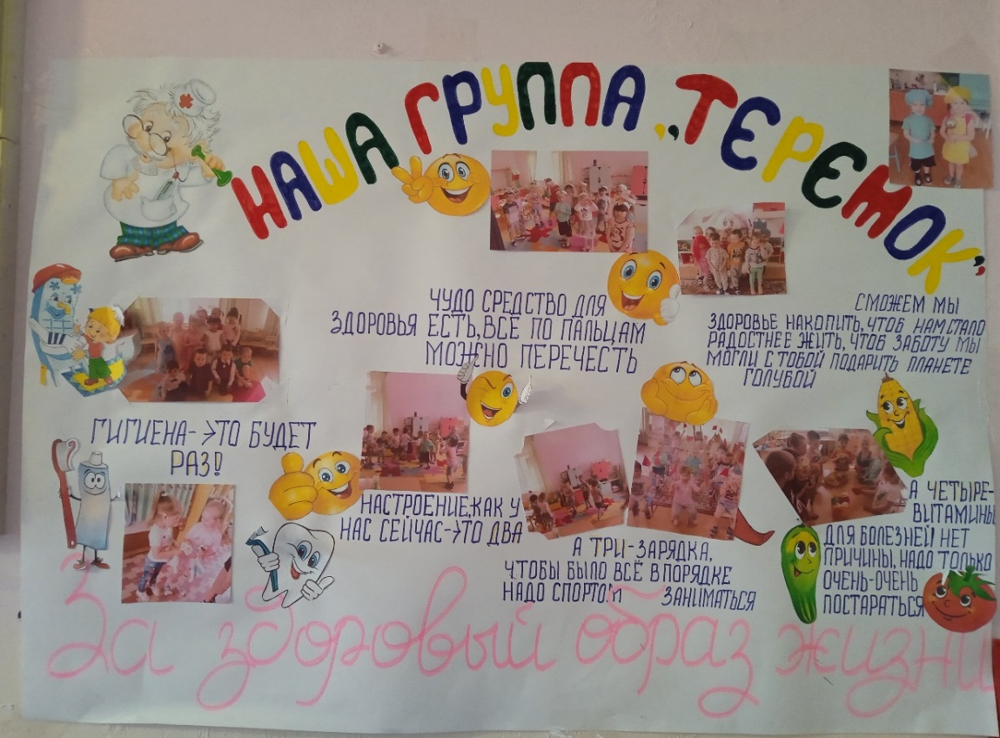 НАША ГРУППА „ТЕРЕМОК"
ЧУДО СРЕДСТВО ДЛЯ
ЗДОРОВЬЯ ЕСТЬ, ВСЁ ПО ПАЛЬЦАМ
МОЖНО ПЕРЕЧЕСТЬ
СМОЖЕМ МЫ
ЗДОРОВЬЕ НАКОПИТЬ, ЧТОБ НАМ СТАЛО
РАДОСТНЕЕ ЖИТЬ, ЧТОБ ЗАБОТУ МЫ
МОГЛИ С ТОБОЙ ПОДАРИТЬ ПЛАНЕТЕ
ГОЛУБОЙ
ГИГИЕНА-ЭТО БУДЕТ
РАЗ!
НАСТРОЕНИЕ, КАК У
НАС СЕЙЧАС-ЭТО ДВА
А ТРИ-ЗАРЯДКА,
ЧТОБЫ БЫЛО ВСЁ В ПОРЯДКЕ
НАДО СПОРТОМ ЗАНИМАТЬСЯ
А ЧЕТЫРЕ-
ВИТАМИНЫ
ДЛЯ БОЛЕЗНЕЙ НЕТ
ПРИЧИНЫ, НАДО ТОЛЬКО
ОЧЕНЬ-ОЧЕНЬ
ПОСТАРАТЬСЯ
За здоровый образ жизни